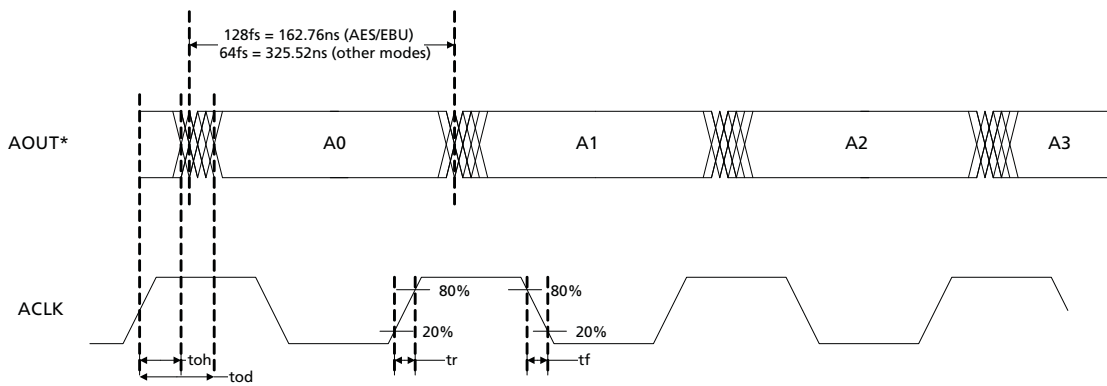 128fs = 162.76ns (AES/EBU)
64fs = 325.52ns (other modes)
AOUT*
A0
A1
A2
A3
ACLK
80%
80%
20%
20%
toh
tod
tr
tf